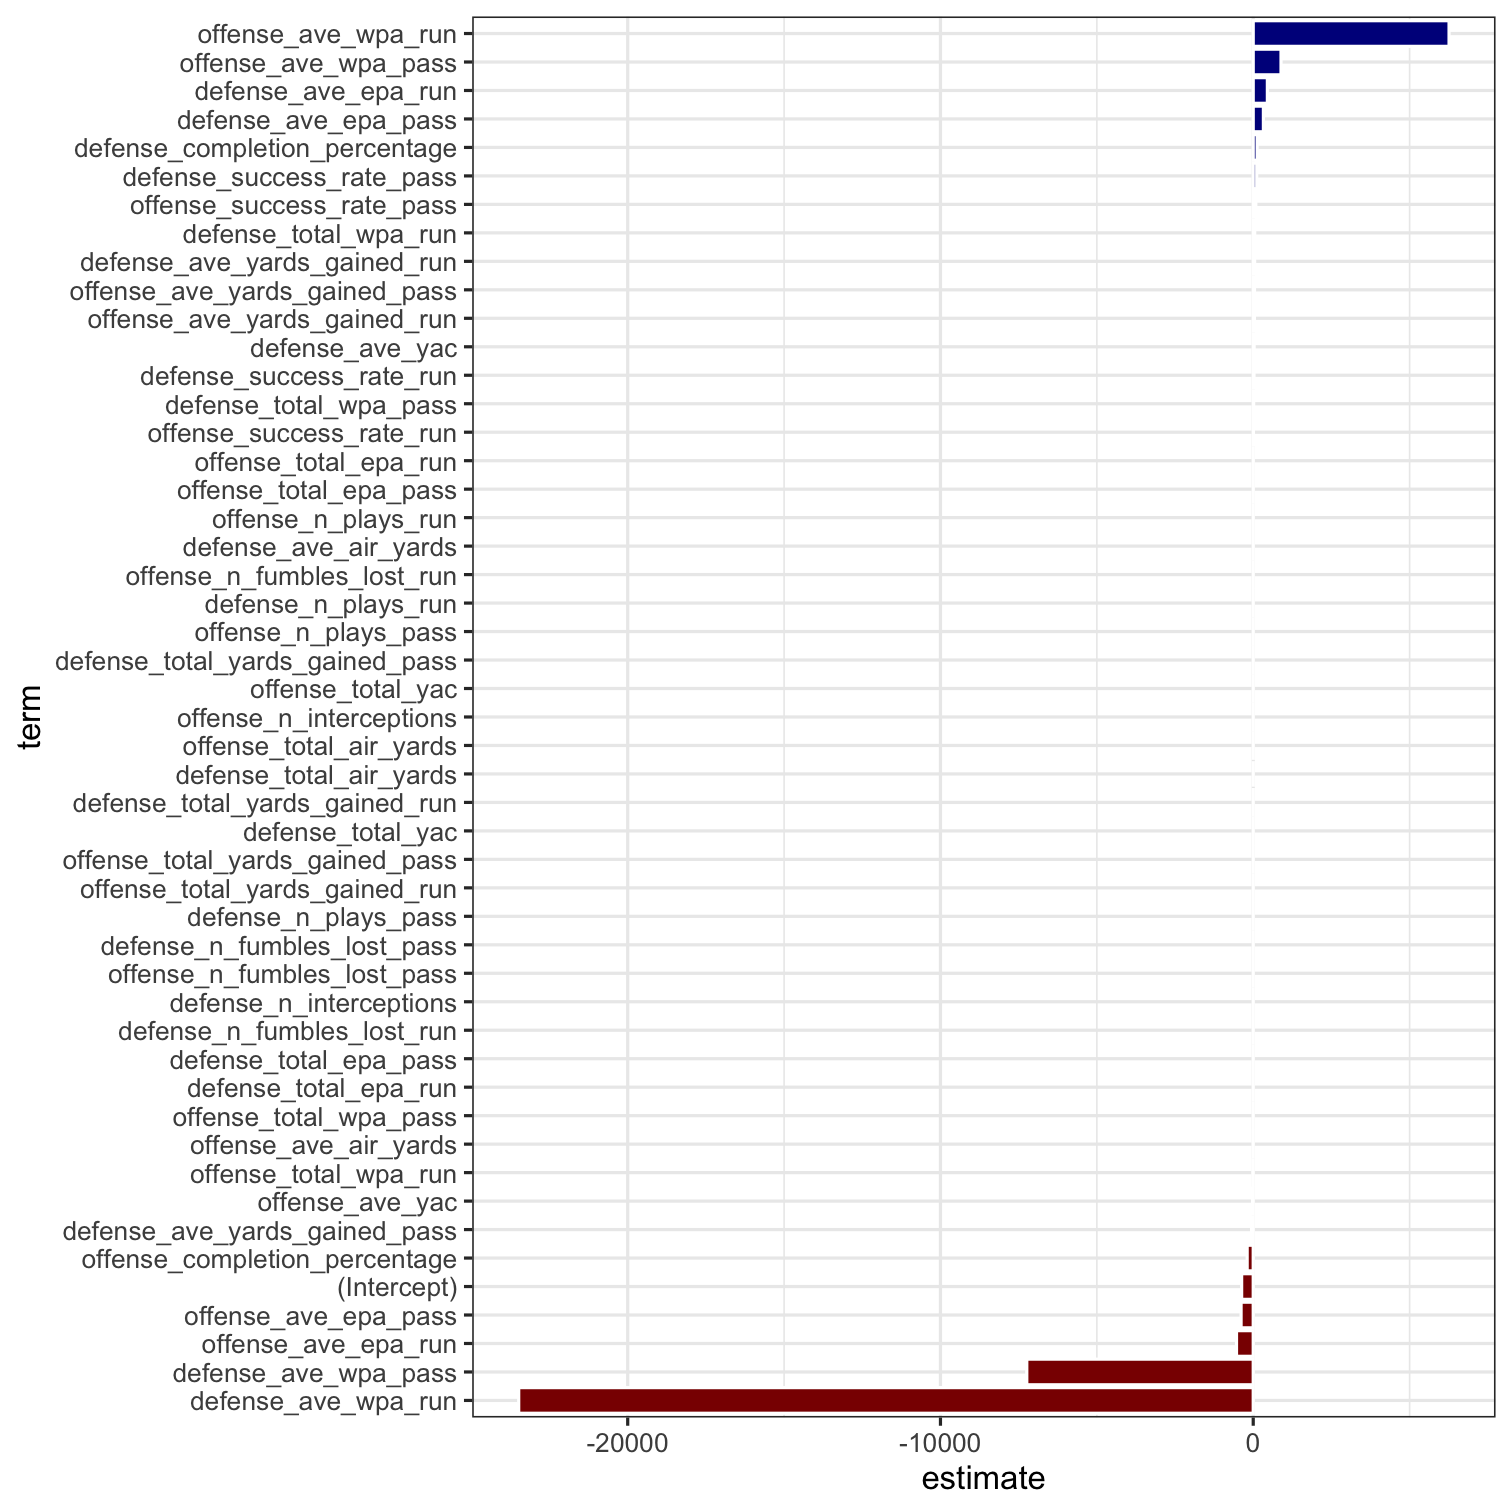 offense_ave_wpa_run
offense_ave_wpa_pass
defense_ave_epa_run
defense_ave_epa_pass
defense_completion_percentage
defense_success_rate_pass
offense_success_rate_pass
defense_total_wpa_run
defense_ave_yards_gained_run
offense_ave_yards_gained_pass
offense_ave_yards_gained_run
defense_ave_yac
defense_success_rate_run
defense_total_wpa_pass
offense_success_rate_run
offense_total_epa_run
offense_total_epa_pass
offense_n_plays_run
defense_ave_air_yards
offense_n_fumbles_lost_run
defense_n_plays_run
offense_n_plays_pass
defense_total_yards_gained_pass
offense_total_yac
offense_n_interceptions
offense_total_air_yards
defense_total_air_yards
defense_total_yards_gained_run
defense_total_yac
offense_total_yards_gained_pass
offense_total_yards_gained_run
defense_n_plays_pass
defense_n_fumbles_lost_pass
offense_n_fumbles_lost_pass
defense_n_interceptions
defense_n_fumbles_lost_run
defense_total_epa_pass
defense_total_epa_run
offense_total_wpa_pass
offense_ave_air_yards
offense_total_wpa_run
offense_ave_yac
defense_ave_yards_gained_pass
offense_completion_percentage
(Intercept)
offense_ave_epa_pass
offense_ave_epa_run
defense_ave_wpa_pass
defense_ave_wpa_run
term
-20000 -10000 0
estimate